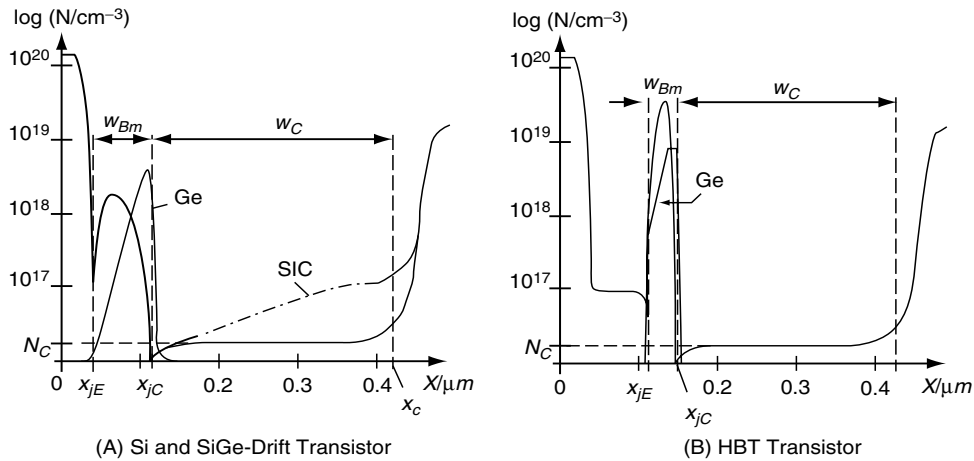 log (N/cm⁻³)
10²⁰
10¹⁹
10¹⁸
10¹⁷
N_C
w_Bm
w_C
Ge
SIC
0
x_jE
x_jC
0.2
0.3
0.4
X/μm
x_c
(A) Si and SiGe-Drift Transistor
log (N/cm⁻³)
10²⁰
10¹⁹
10¹⁸
10¹⁷
N_C
w_Bm
w_C
Ge
0
x_jE
x_jC
0.2
0.3
0.4
X/μm
(B) HBT Transistor